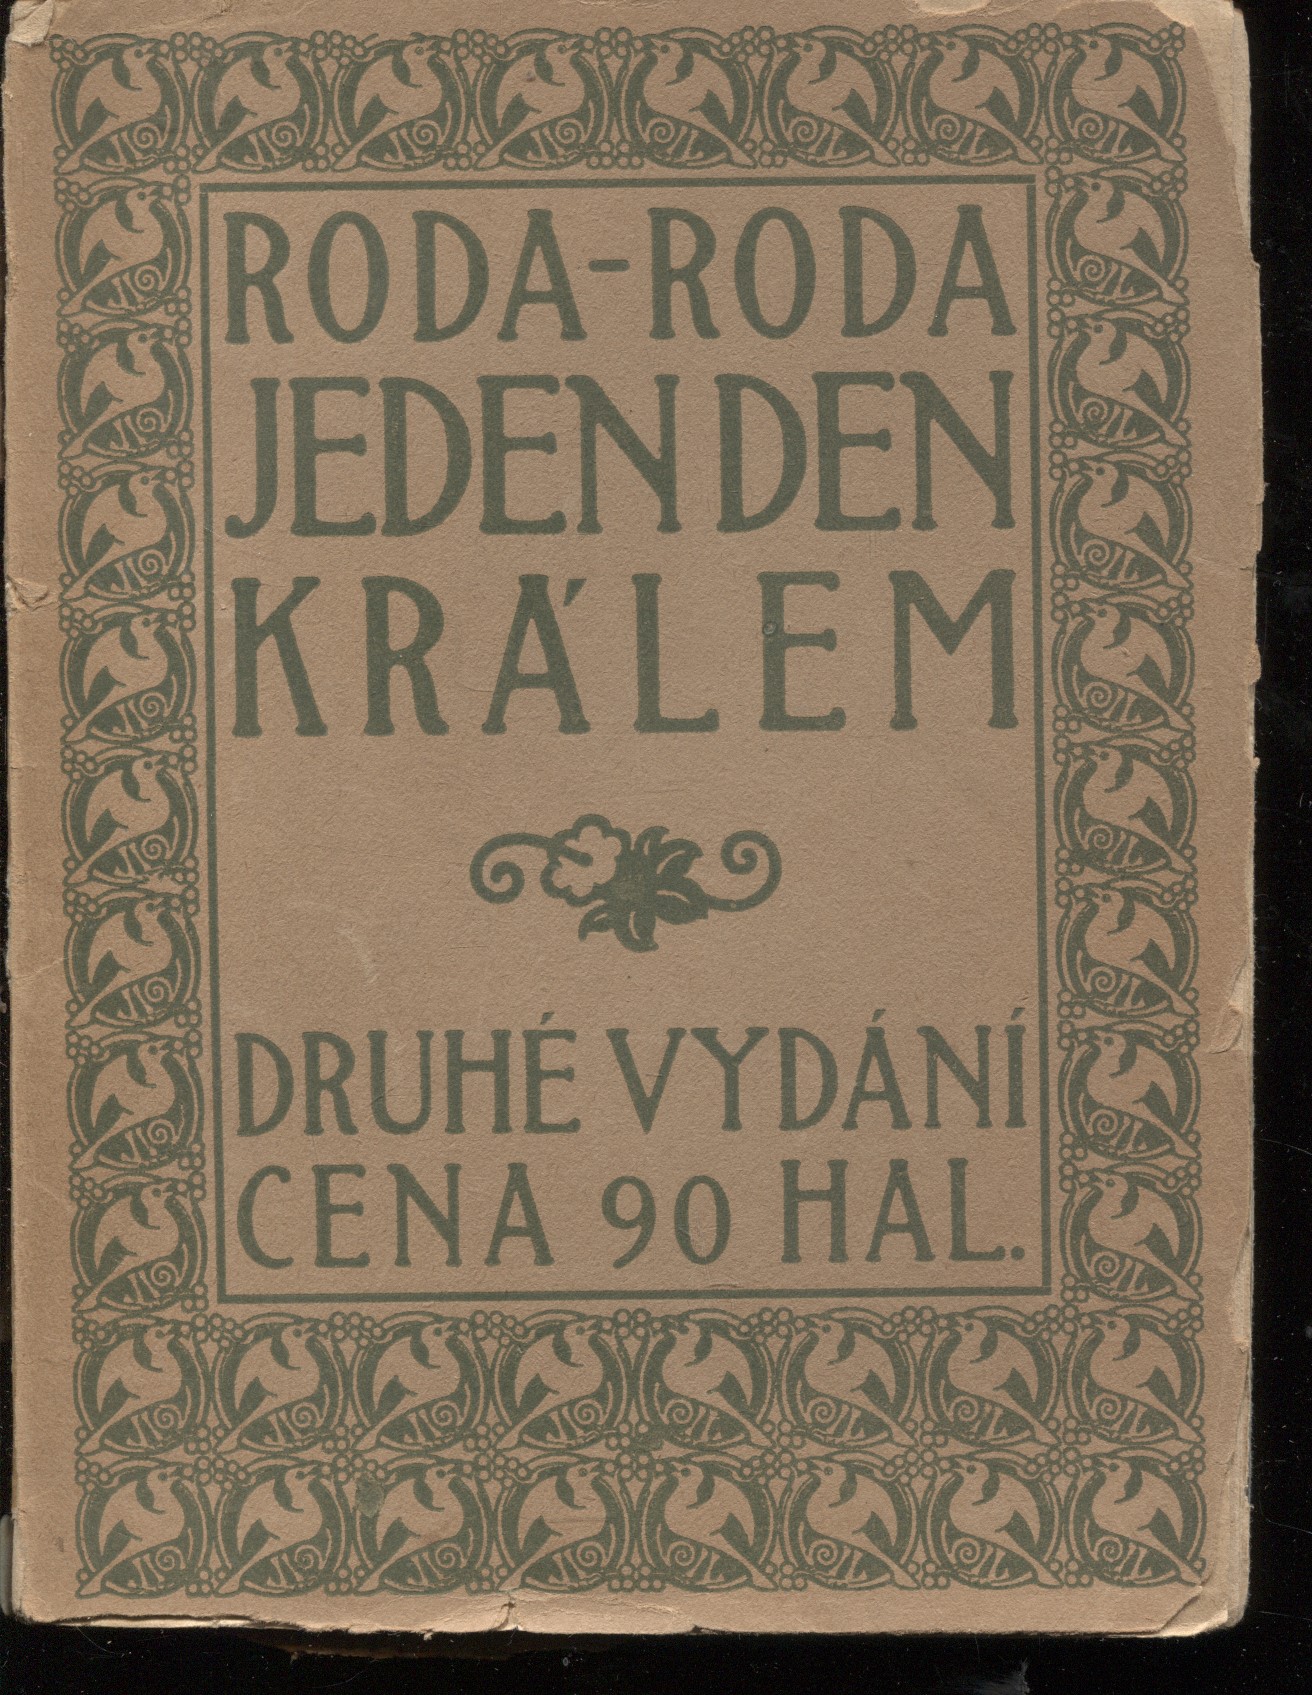 RODA-RODA
JEDEN DEN
KRÁLEM
DRUHÉ VYDÁNÍ
CENA 90 HAL.